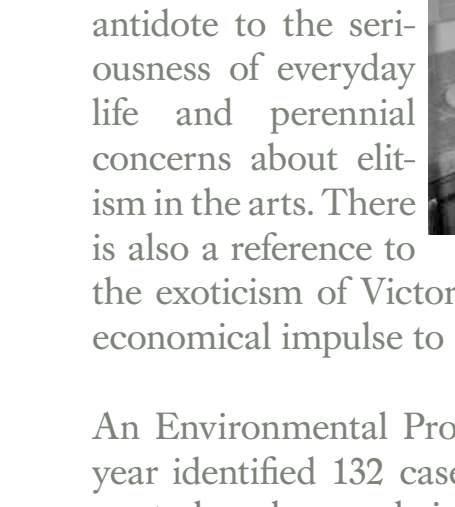 antidote to the seri-
ousness of everyday
life and perennial
concerns about elit-
ism in the arts. There
is also a reference to
the exoticism of Victor
economical impulse to
An Environmental Pro
year identified 132 case